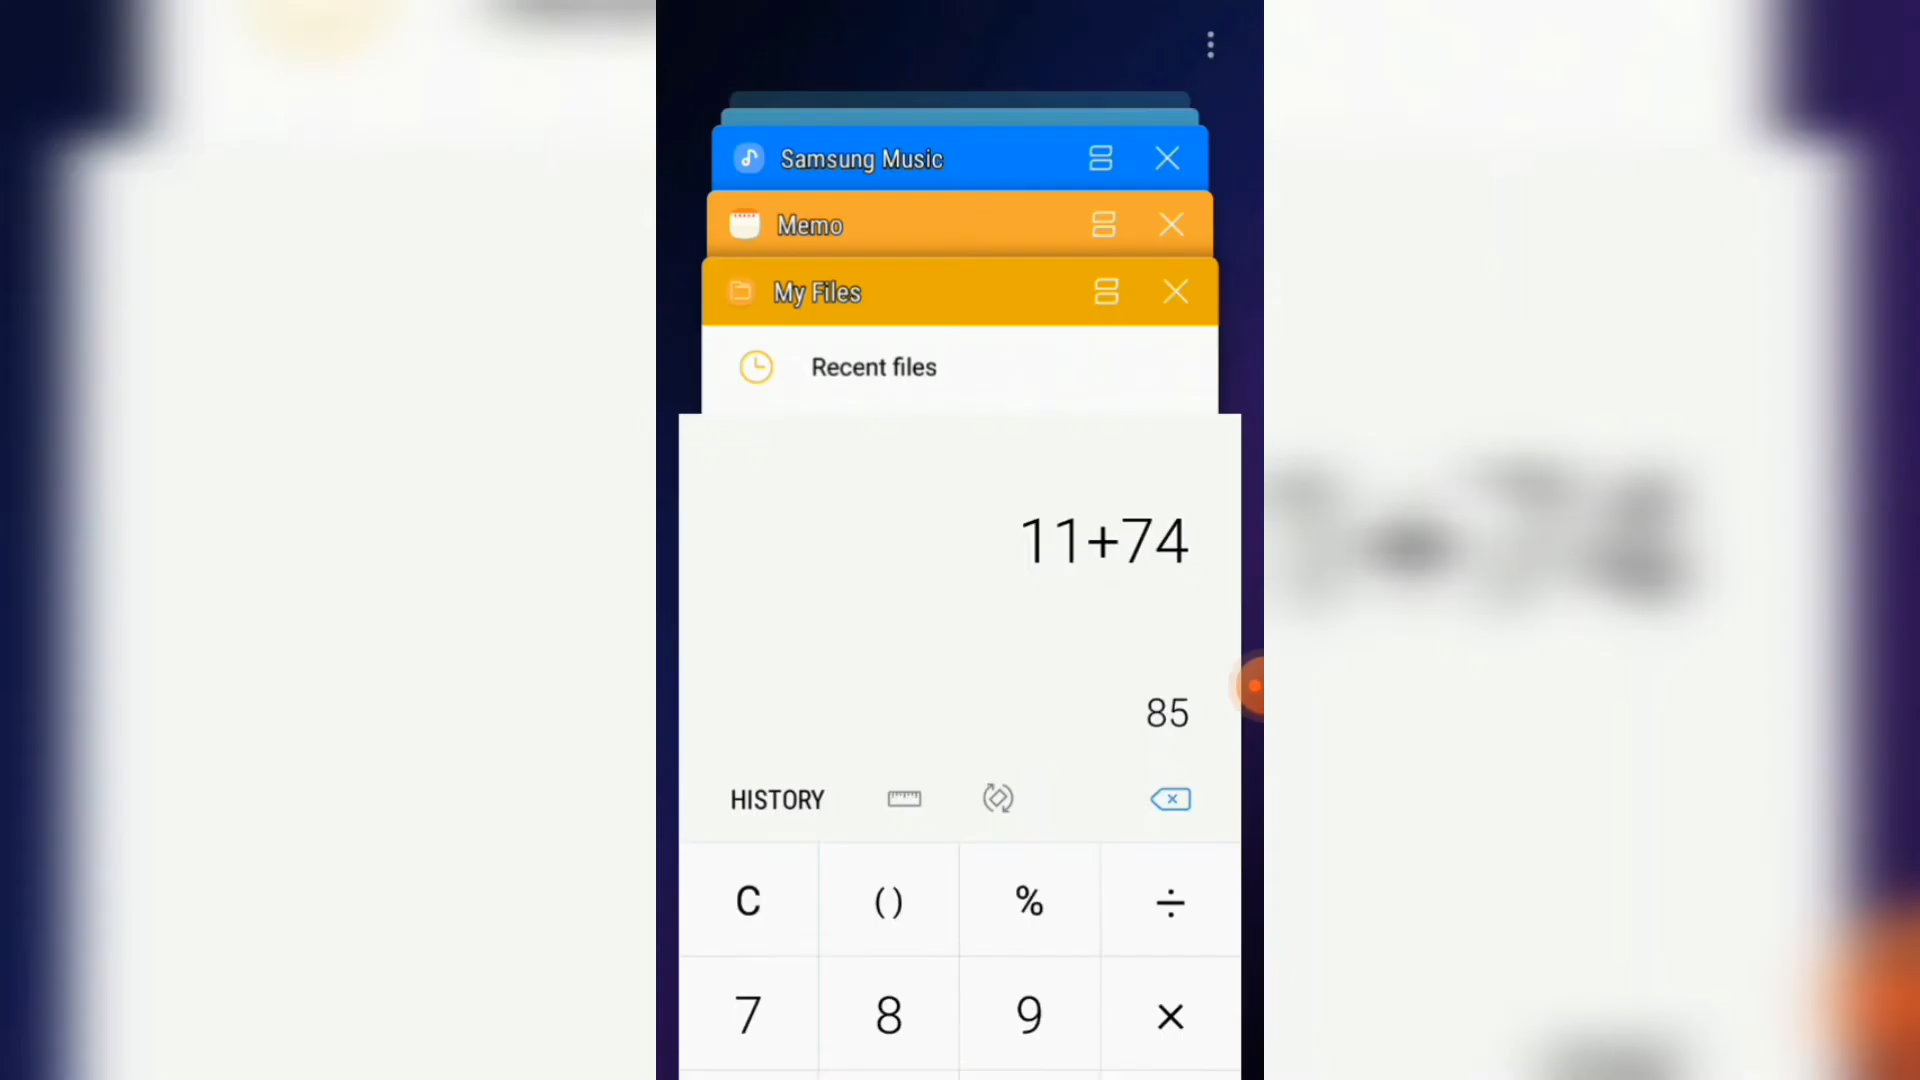 Samsung Music
Memo
My Files
Recent files
11+74
85
HISTORY
C
()
%
÷
7
8
9
×